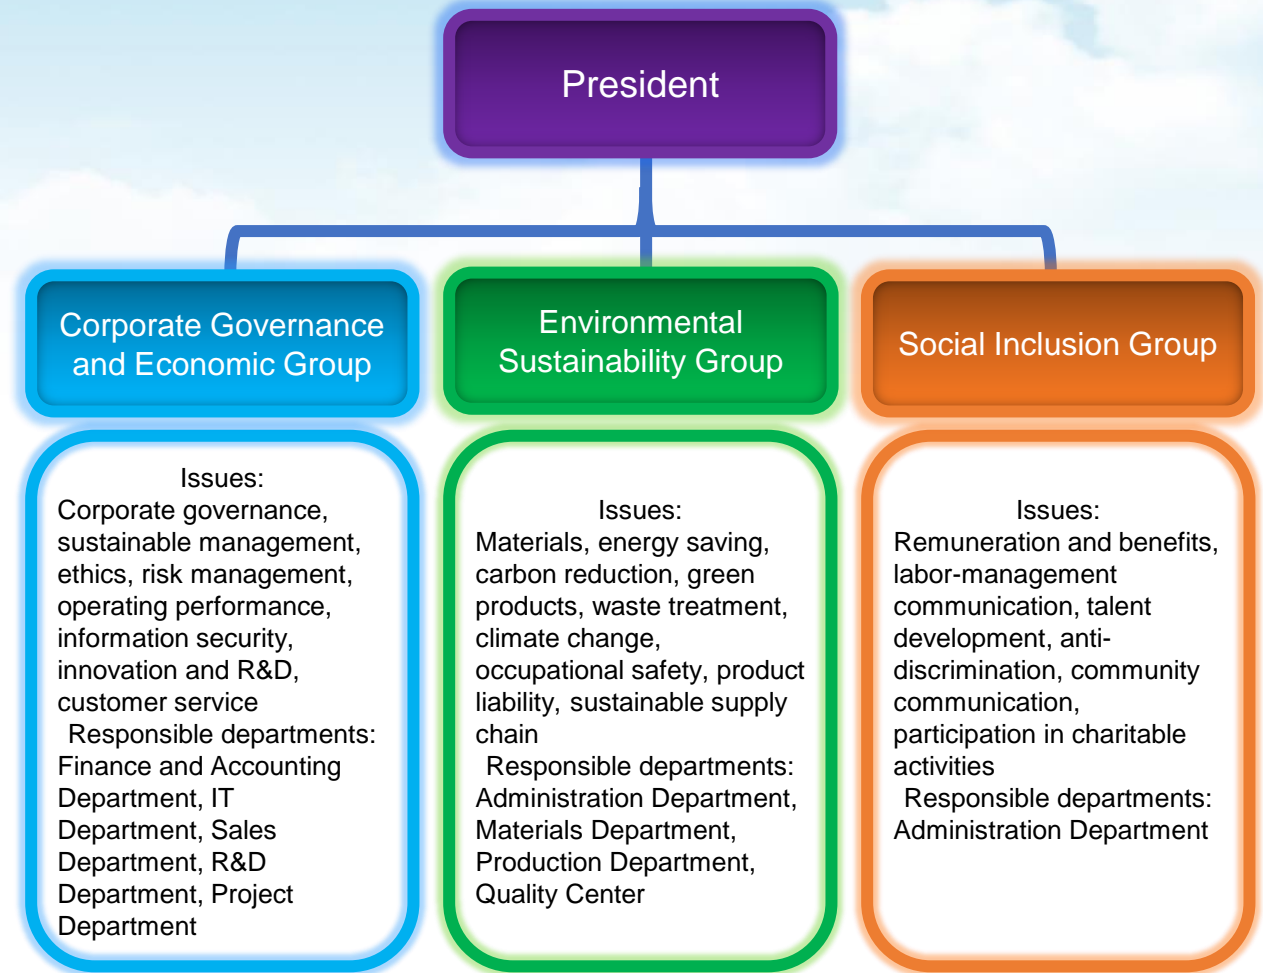 President
Corporate Governance
and Economic Group
Issues:
Corporate governance,
sustainable management,
ethics, risk management,
operating performance,
information security,
innovation and R&D,
customer service
Responsible departments:
Finance and Accounting
Department, IT
Department, Sales
Department, R&D
Department, Project
Department
Environmental
Sustainability Group
Issues:
Materials, energy saving,
carbon reduction, green
products, waste treatment,
climate change,
occupational safety, product
liability, sustainable supply
chain
Responsible departments:
Administration Department,
Materials Department,
Production Department,
Quality Center
Social Inclusion Group
Issues:
Remuneration and benefits,
labor-management
communication, talent
development, anti-
discrimination, community
communication,
participation in charitable
activities
Responsible departments:
Administration Department